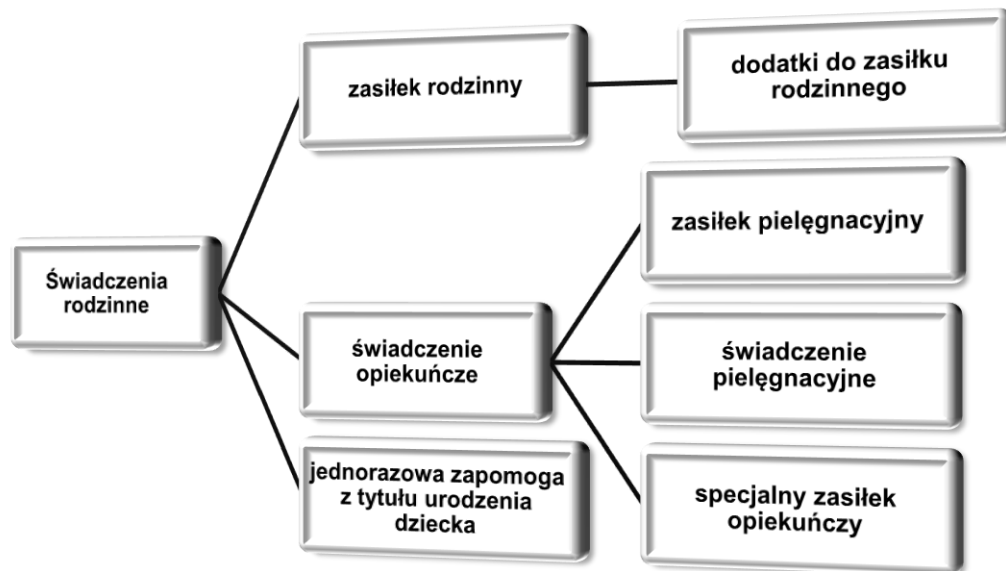 zasiłek rodzinny
dodatki do zasiłku
rodzinnego
zasiłek pielęgnacyjny
Świadczenia
rodzinne
świadczenie
opiekuńcze
świadczenie
pielęgnacyjne
jednorazowa zapomoga
z tytułu urodzenia
dziecka
specjalny zasiłek
opiekuńczy